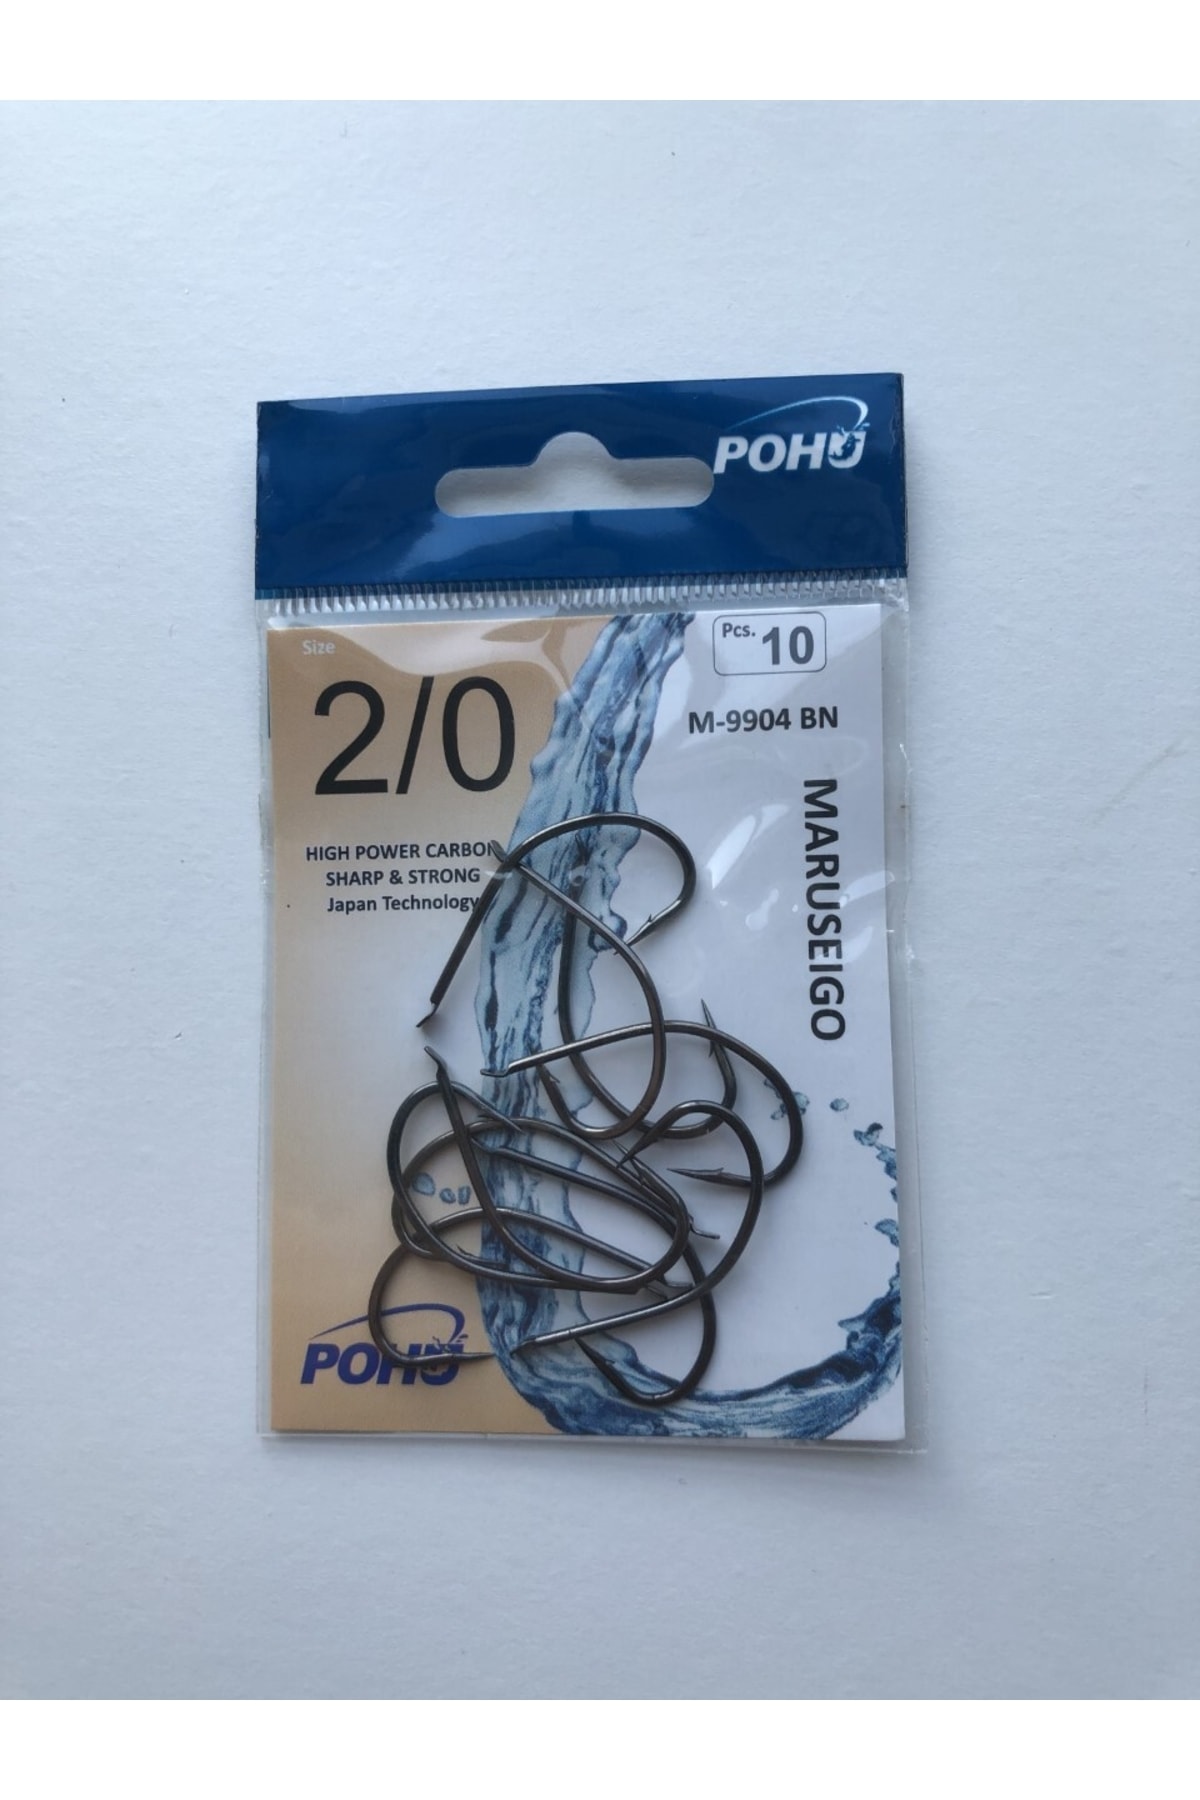 POHU
Size
2/0
Pcs. 10
M-9904 BN
MARUSEIGO
HIGH POWER CARBON
SHARP & STRONG
Japan Technology
POHU